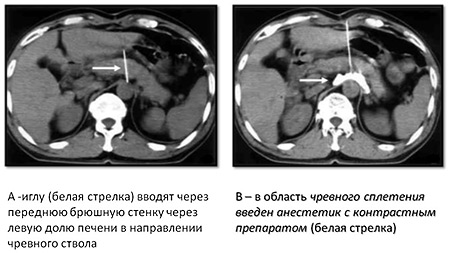 А -иглу (белая стрелка) вводят через
переднюю брюшную стенку через
левую долю печени в направлении
чревного ствола
В – в область чревного сплетения
введен анестетик с контрастным
препаратом (белая стрелка)